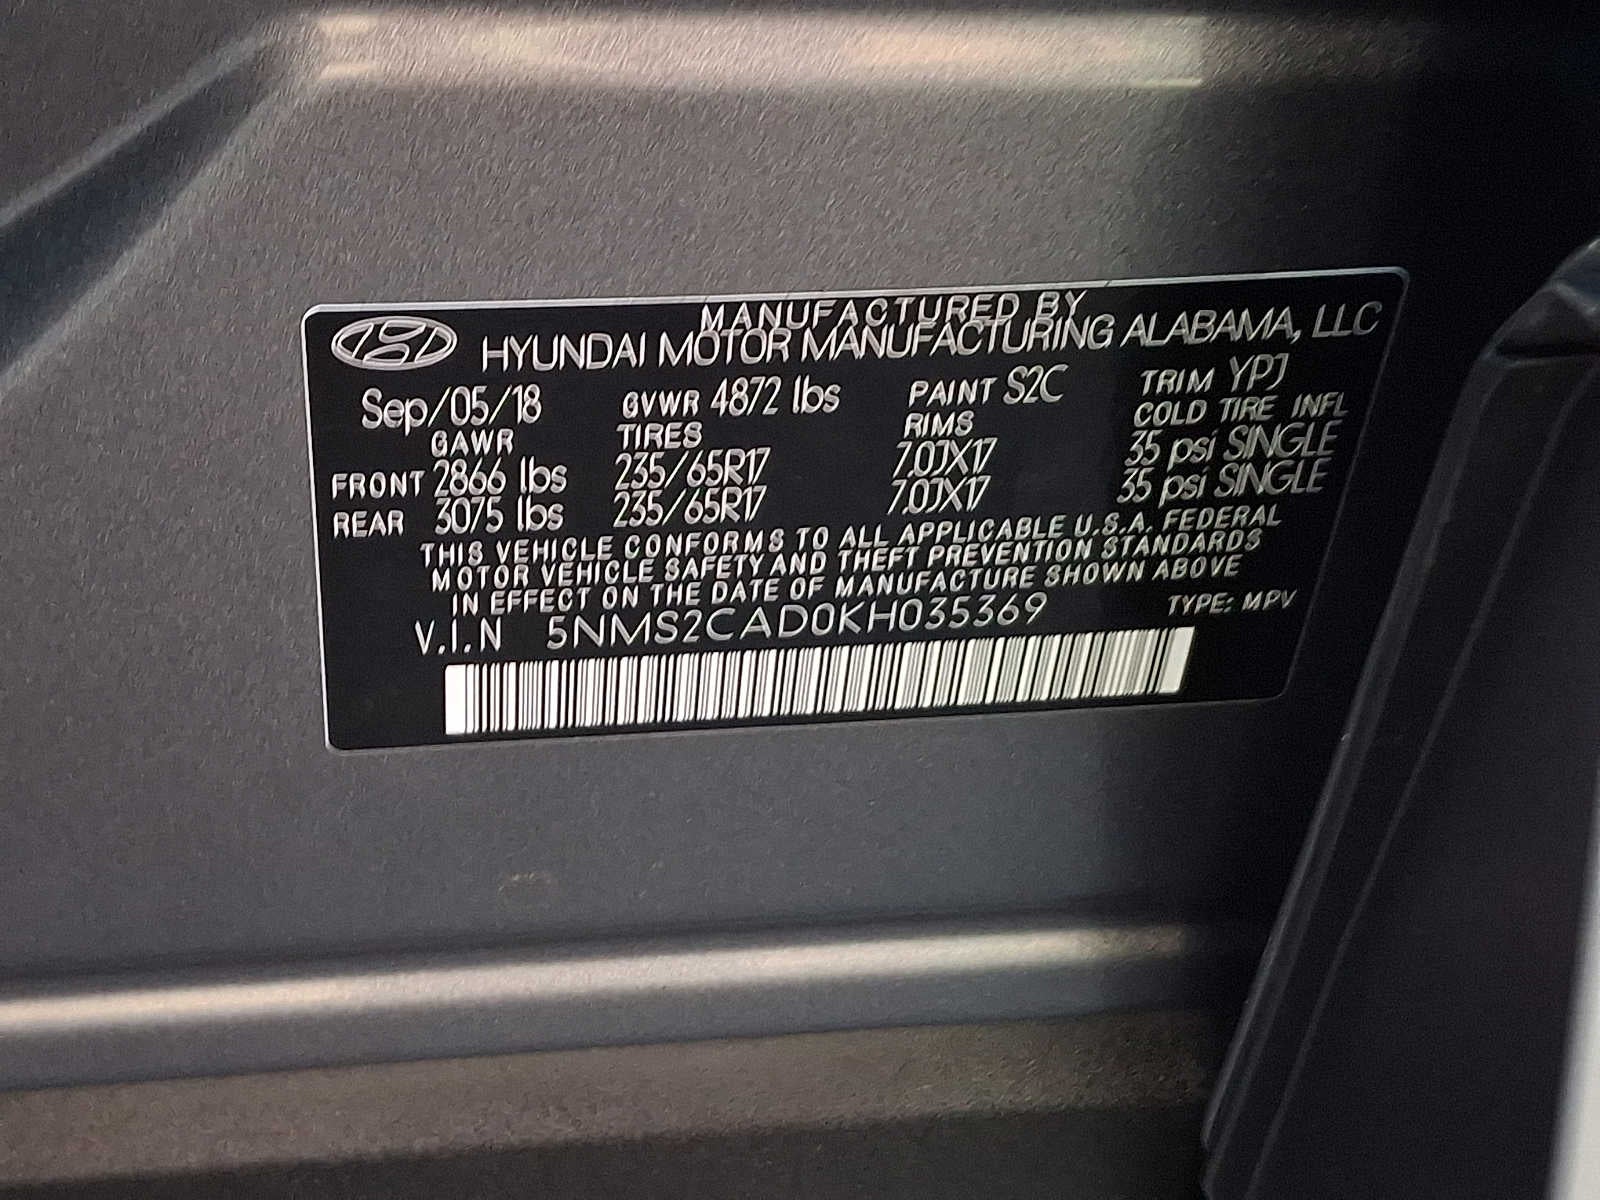 MANUFACTURED BY
HYUNDAI MOTOR MANUFACTURING ALABAMA, LLC
Sep/05/18 GVWR 4872 lbs PAINT S2C TRIM YPJ
GAWR TIRES RIMS COLD TIRE INFL
FRONT 2866 lbs 235/65R17 7.0JX17 35 psi SINGLE
REAR 3075 lbs 235/65R17 7.0JX17 35 psi SINGLE
THIS VEHICLE CONFORMS TO ALL APPLICABLE U.S.A. FEDERAL
MOTOR VEHICLE SAFETY AND THEFT PREVENTION STANDARDS
IN EFFECT ON THE DATE OF MANUFACTURE SHOWN ABOVE
V.I.N 5NMS2CAD0KH035369 TYPE: MPV